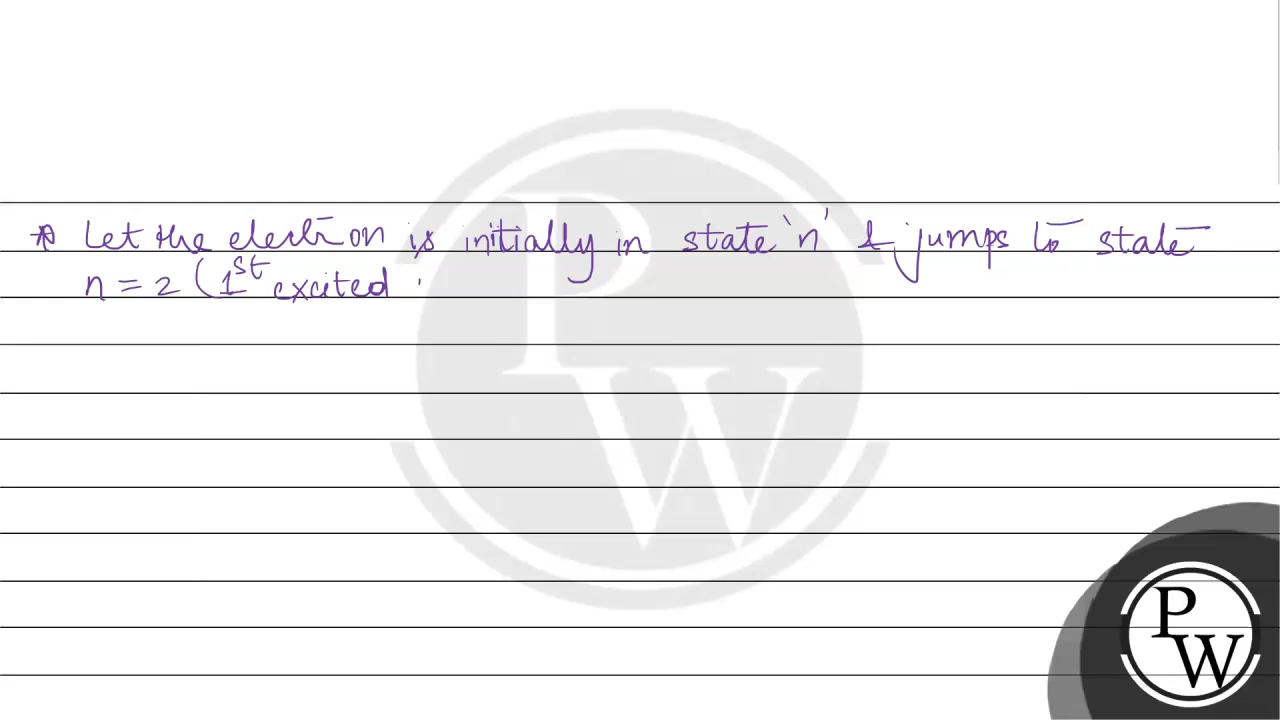 * Let the electron is initially in state 'n' & jumps to state
n = 2 (1st excited
P
W
P
W